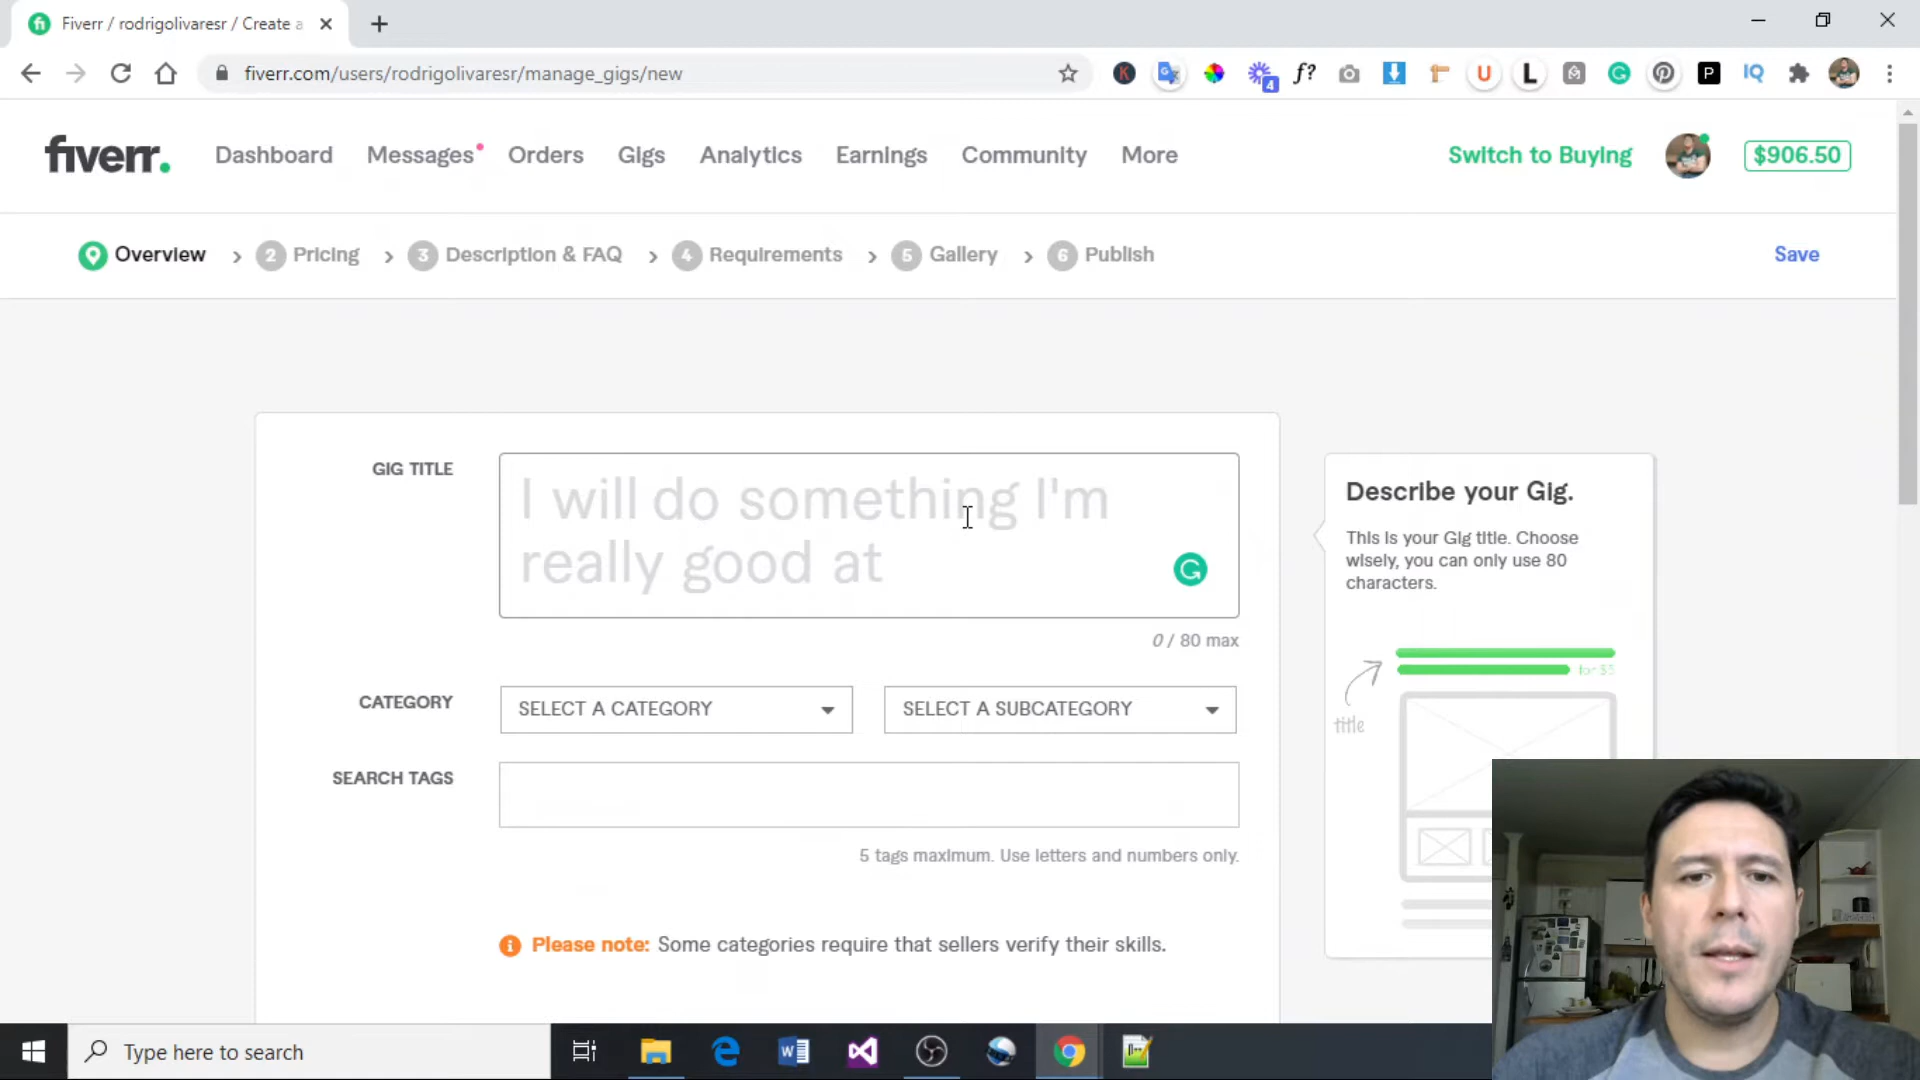 Fiverr / rodrigolivaresr / Create a
fiverr.com/users/rodrigolivaresr/manage_gigs/new
4
fiverr.
Dashboard
Messages
Orders
Gigs
Analytics
Earnings
Community
More
Switch to Buying
$906.50
Overview
2 Pricing
3 Description & FAQ
4 Requirements
5 Gallery
6 Publish
Save
GIG TITLE
I will do something I'm
really good at
0 / 80 max
CATEGORY
SELECT A CATEGORY
SELECT A SUBCATEGORY
SEARCH TAGS
5 tags maximum. Use letters and numbers only.
Please note: Some categories require that sellers verify their skills.
Describe your Gig.
This is your Gig title. Choose
wisely, you can only use 80
characters.
for $5
title
Type here to search